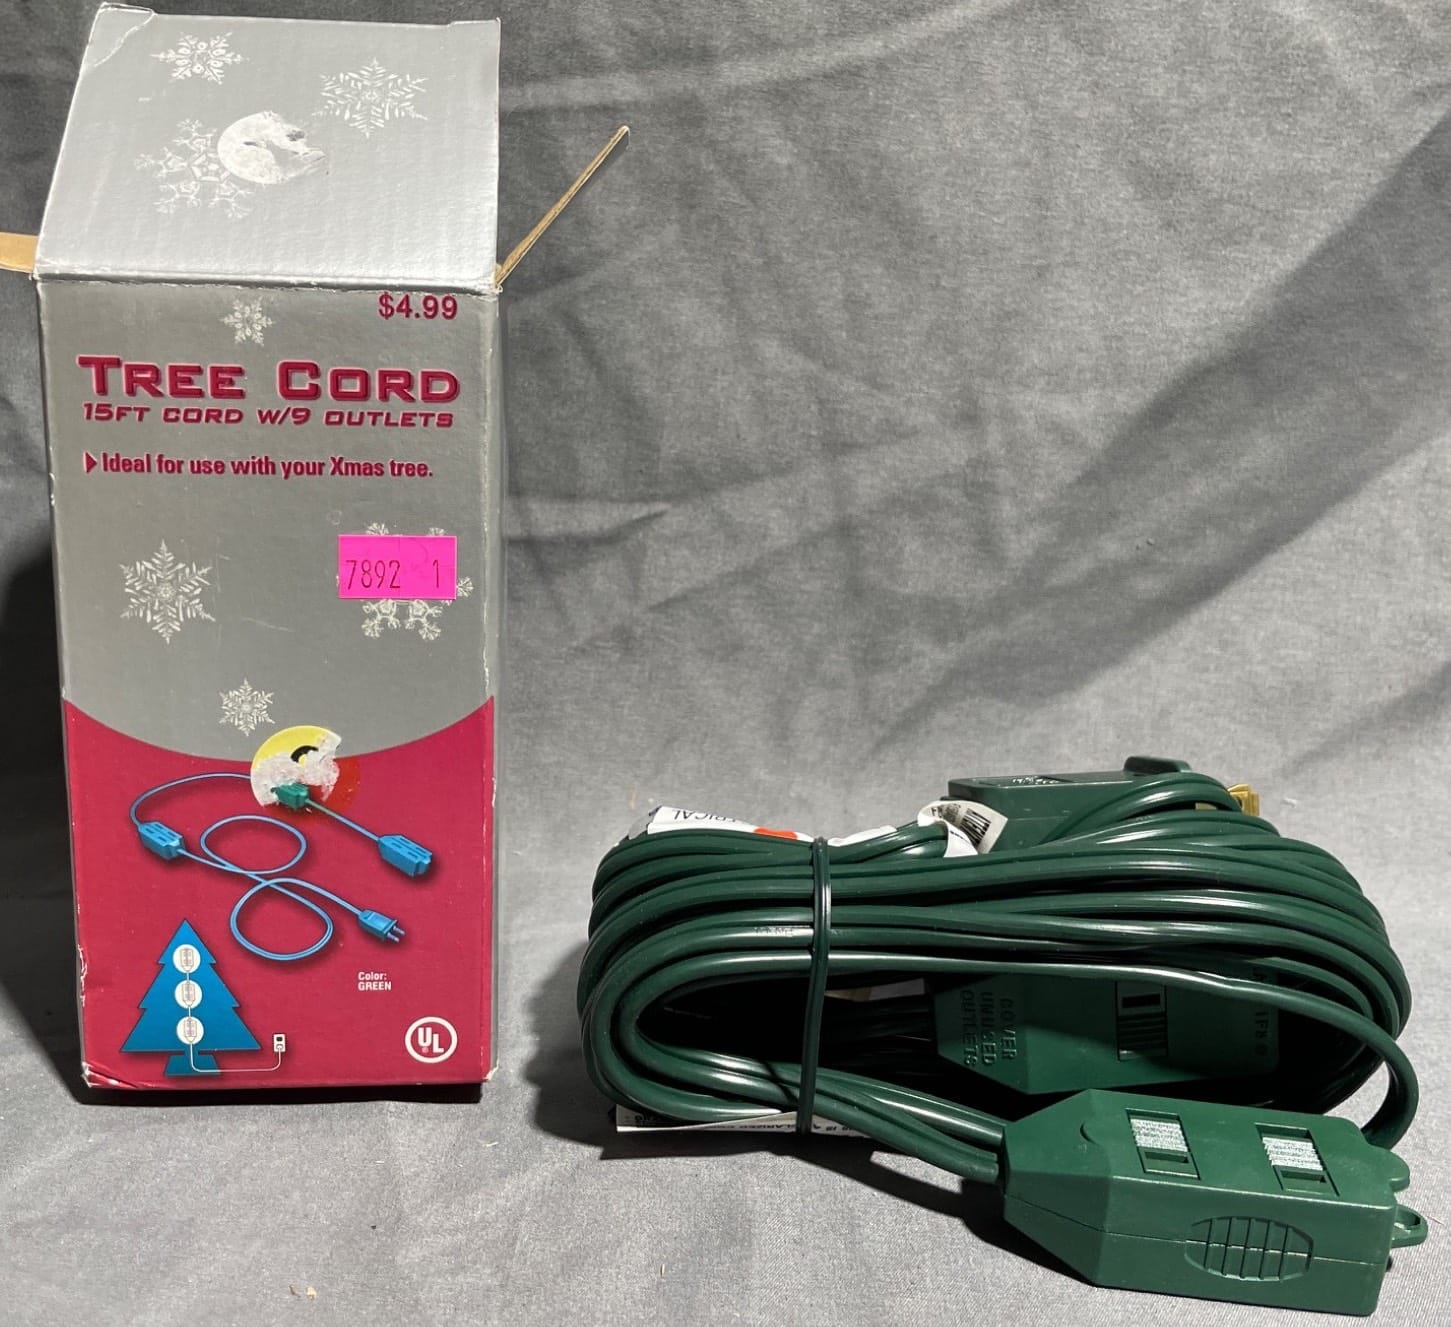 $4.99
TREE CORD
15FT CORD W/9 OUTLETS
Ideal for use with your Xmas tree.
7892 1
Color:
GREEN
UL
COVER
UNUSED
OUTLETS